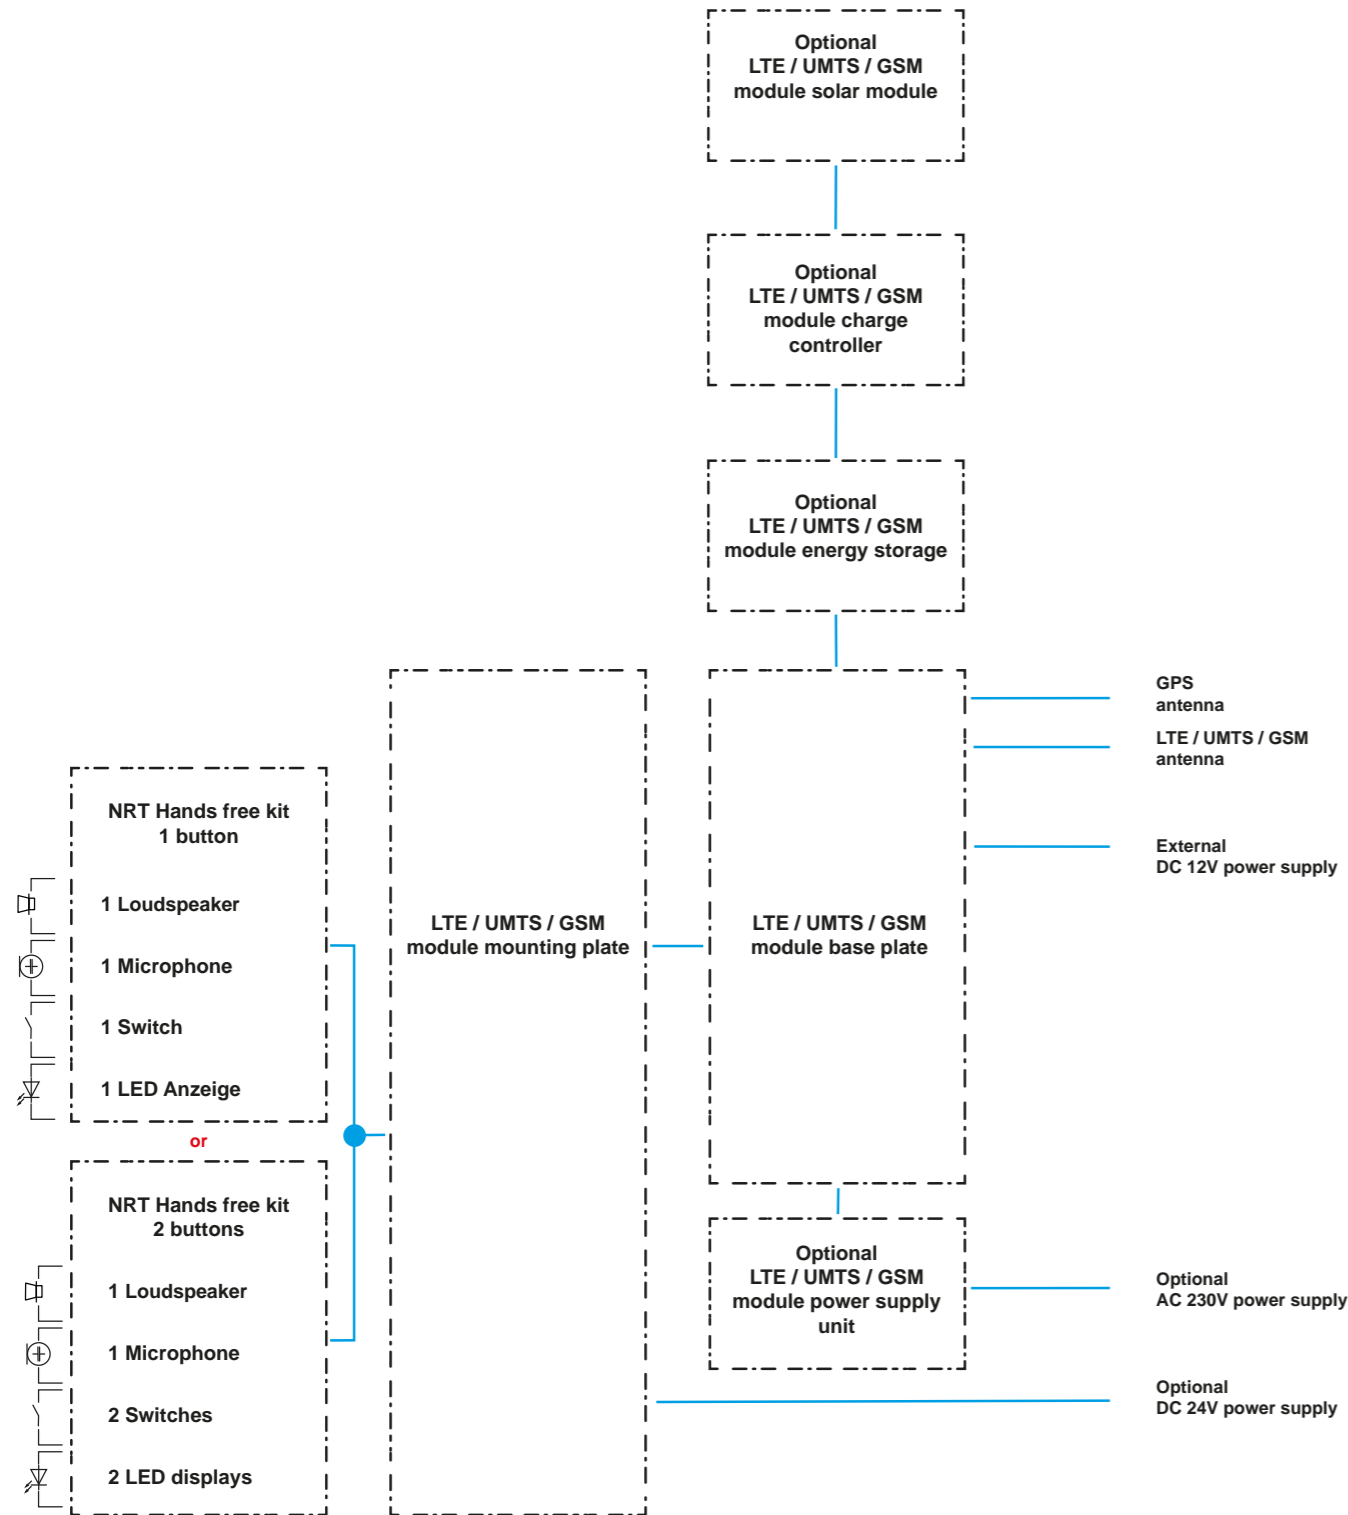 Optional
LTE / UMTS / GSM
module solar module
Optional
LTE / UMTS / GSM
module charge
controller
Optional
LTE / UMTS / GSM
module energy storage
GPS
antenna
LTE / UMTS / GSM
antenna
External
DC 12V power supply
NRT Hands free kit
1 button
1 Loudspeaker
1 Microphone
1 Switch
1 LED Anzeige
LTE / UMTS / GSM
module mounting plate
LTE / UMTS / GSM
module base plate
or
NRT Hands free kit
2 buttons
1 Loudspeaker
1 Microphone
2 Switches
2 LED displays
Optional
LTE / UMTS / GSM
module power supply
unit
Optional
AC 230V power supply
Optional
DC 24V power supply